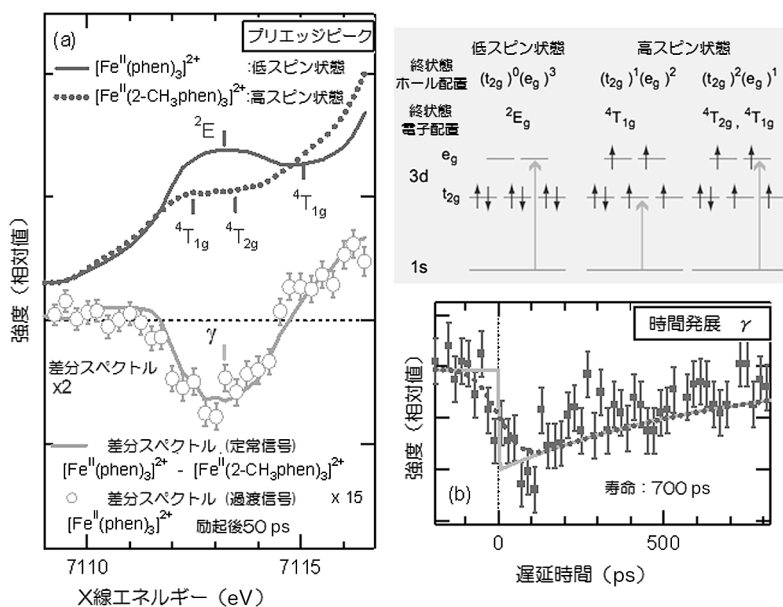 (a)
プリエッジピーク
[Fe^II(phen)₃]²⁺ :低スピン状態
[Fe^II(2-CH₃phen)₃]²⁺:高スピン状態
²E
⁴T₁g
⁴T₁g ⁴T₂g
γ
差分スペクトル
x2
差分スペクトル (定常信号)
[Fe^II(phen)₃]²⁺ - [Fe^II(2-CH₃phen)₃]²⁺
差分スペクトル (過渡信号) x 15
[Fe^II(phen)₃]²⁺ 励起後50 ps
強度 (相対値)
7110 7115
X線エネルギー (eV)
低スピン状態 高スピン状態
終状態
ホール配置
(t₂g)⁰(eg)³ (t₂g)¹(eg)² (t₂g)²(eg)¹
終状態
電子配置
²Eg ⁴T₁g ⁴T₂g, ⁴T₁g
eg
3d
t₂g
1s
時間発展 γ
強度 (相対値)
(b)
寿命：700 ps
0 500
遅延時間 (ps)